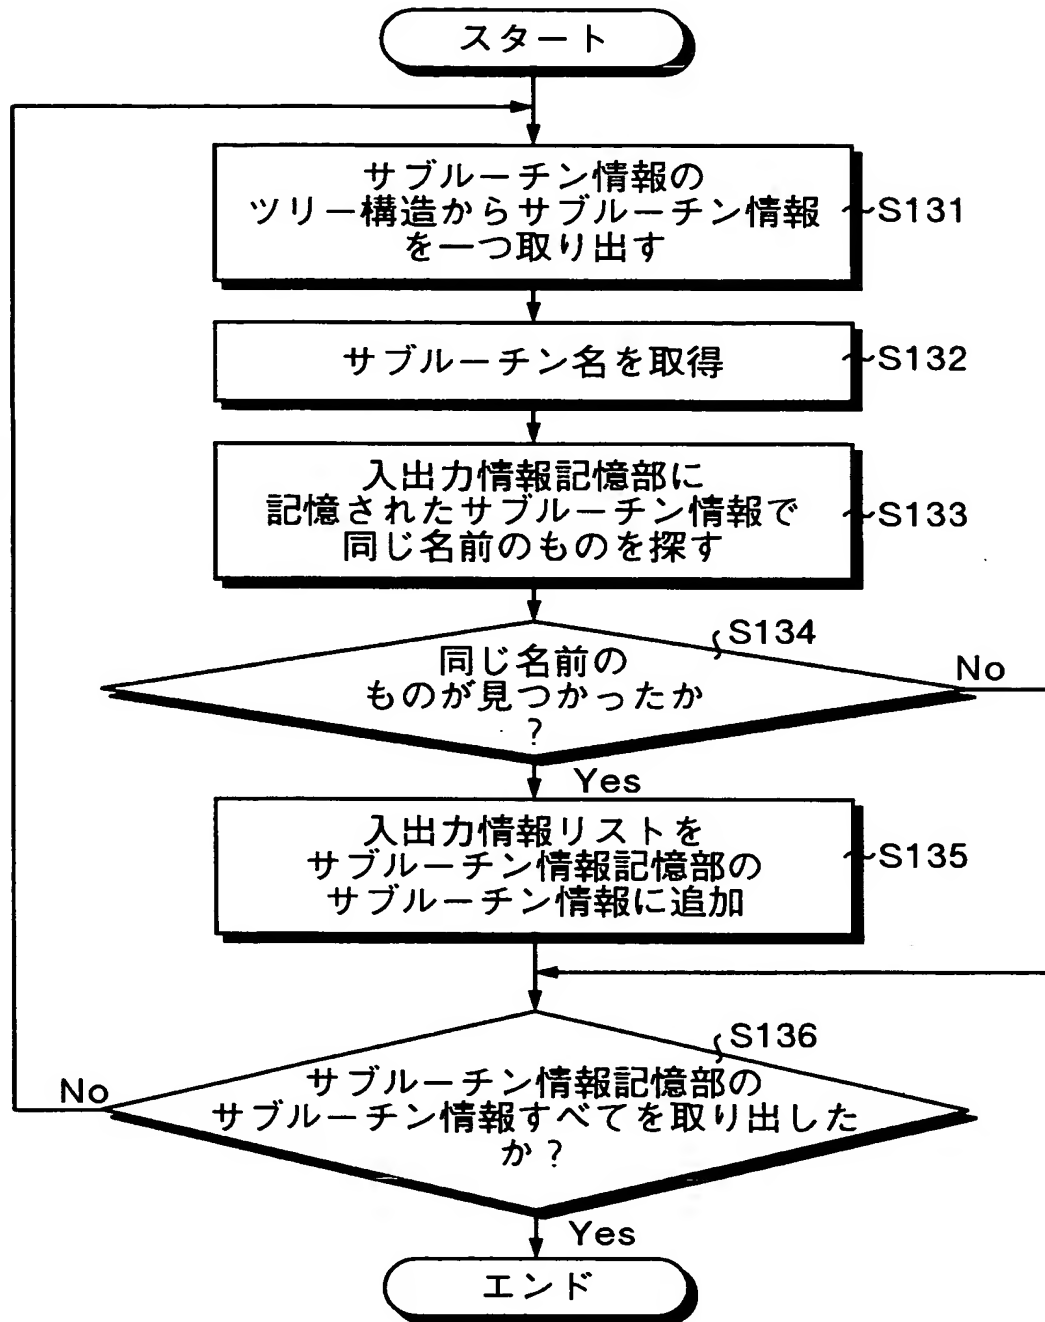 スタート
サブルーチン情報の
ツリー構造からサブルーチン情報
を一つ取り出す
S131
サブルーチン名を取得
S132
入出力情報記憶部に
記憶されたサブルーチン情報で
同じ名前のものを探す
S133
S134
同じ名前の
ものが見つかったか
?
No
Yes
入出力情報リストを
サブルーチン情報記憶部の
サブルーチン情報に追加
S135
S136
サブルーチン情報記憶部の
サブルーチン情報すべてを取り出した
か?
No
Yes
エンド